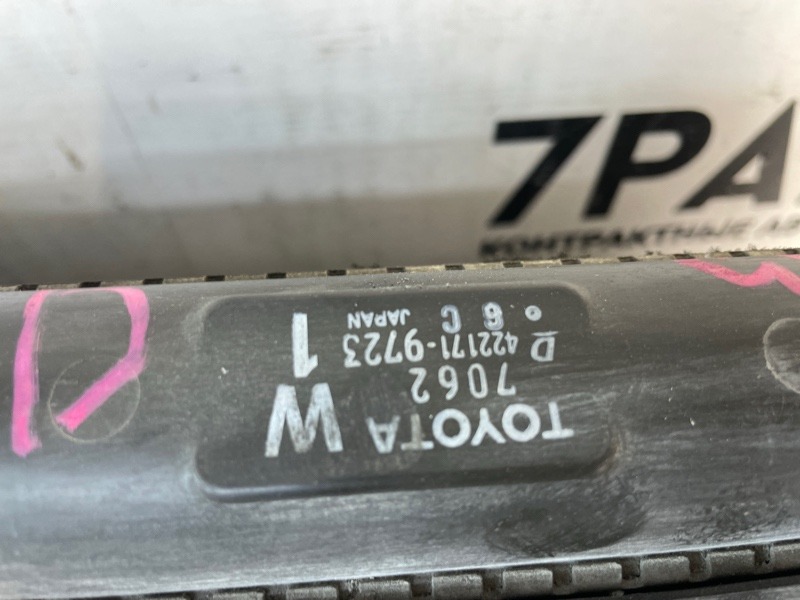 7PA
TOYOTA W
7062
D 422171-9723 1
6 C JAPAN